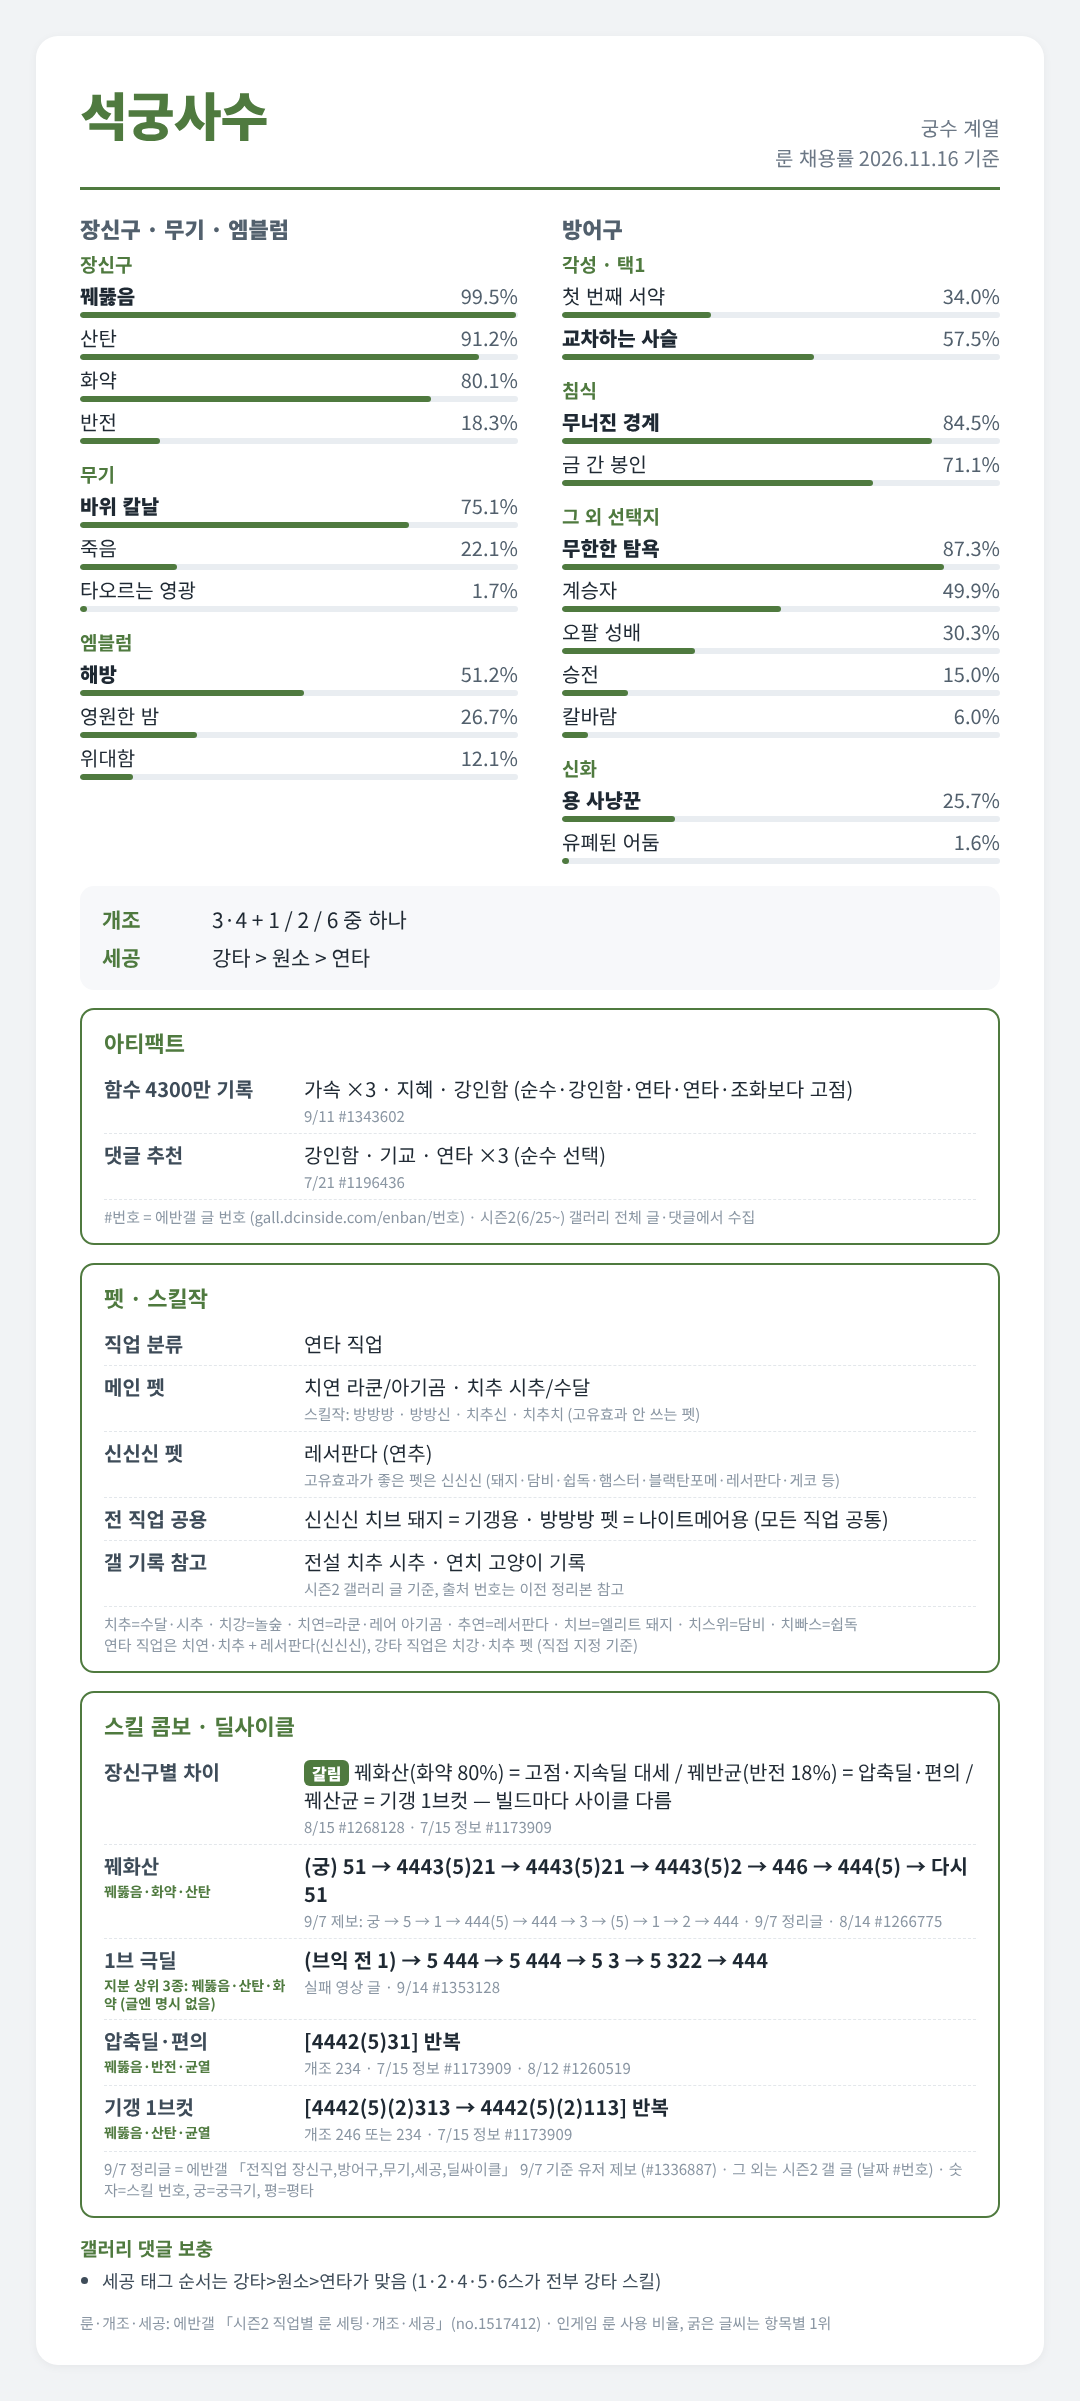 석궁사수
궁수 계열
룬 채용률 2026.11.16 기준
장신구 · 무기 · 엠블럼
장신구
꿰뚫음 99.5%
산탄 91.2%
화약 80.1%
반전 18.3%
무기
바위 칼날 75.1%
죽음 22.1%
타오르는 영광 1.7%
엠블럼
해방 51.2%
영원한 밤 26.7%
위대함 12.1%
방어구
각성 · 택1
첫 번째 서약 34.0%
교차하는 사슬 57.5%
침식
무너진 경계 84.5%
금 간 봉인 71.1%
그 외 선택지
무한한 탐욕 87.3%
계승자 49.9%
오팔 성배 30.3%
승전 15.0%
칼바람 6.0%
신화
용 사냥꾼 25.7%
유폐된 어둠 1.6%
개조 3·4 + 1 / 2 / 6 중 하나
세공 강타 > 원소 > 연타
아티팩트
함수 4300만 기록 가속 ×3 · 지혜 · 강인함 (순수·강인함·연타·연타·조화보다 고점)
9/11 #1343602
댓글 추천 강인함 · 기교 · 연타 ×3 (순수 선택)
7/21 #1196436
#번호 = 에반갤 글 번호 (gall.dcinside.com/enban/번호) · 시즌2(6/25~) 갤러리 전체 글·댓글에서 수집
펫 · 스킬작
직업 분류 연타 직업
메인 펫 치연 라쿤/아기곰 · 치추 시추/수달
스킬작: 방방방 · 방방신 · 치추신 · 치추치 (고유효과 안 쓰는 펫)
신신신 펫 레서판다 (연추)
고유효과가 좋은 펫은 신신신 (돼지·담비·쉽독·햄스터·블랙탄포메·레서판다·게코 등)
전 직업 공용 신신신 치브 돼지 = 기갱용 · 방방방 펫 = 나이트메어용 (모든 직업 공통)
갤 기록 참고 전설 치추 시추 · 연치 고양이 기록
시즌2 갤러리 글 기준, 출처 번호는 이전 정리본 참고
치추=수달·시추 · 치강=놀숲 · 치연=라쿤·레어 아기곰 · 추연=레서판다 · 치브=엘리트 돼지 · 치스위=담비 · 치빠스=쉽독
연타 직업은 치연·치추 + 레서판다(신신신), 강타 직업은 치강·치추 펫 (직접 지정 기준)
스킬 콤보 · 딜사이클
장신구별 차이 갈림 꿰화산(화약 80%) = 고점·지속딜 대세 / 꿰반균(반전 18%) = 압축딜·편의 /
꿰산균 = 기갱 1브컷 — 빌드마다 사이클 다름
8/15 #1268128 · 7/15 정보 #1173909
꿰화산 (궁) 51 → 4443(5)21 → 4443(5)21 → 4443(5)2 → 446 → 444(5) → 다시
꿰뚫음·화약·산탄 51
9/7 제보: 궁 → 5 → 1 → 444(5) → 444 → 3 → (5) → 1 → 2 → 444 · 9/7 정리글 · 8/14 #1266775
1브 극딜 (브익 전 1) → 5 444 → 5 444 → 5 3 → 5 322 → 444
지분 상위 3종: 꿰뚫음·산탄·화 실패 영상 글 · 9/14 #1353128
약 (글엔 명시 없음)
압축딜·편의 [4442(5)31] 반복
꿰뚫음·반전·균열 개조 234 · 7/15 정보 #1173909 · 8/12 #1260519
기갱 1브컷 [4442(5)(2)313 → 4442(5)(2)113] 반복
꿰뚫음·산탄·균열 개조 246 또는 234 · 7/15 정보 #1173909
9/7 정리글 = 에반갤 「전직업 장신구,방어구,무기,세공,딜싸이클」 9/7 기준 유저 제보 (#1336887) · 그 외는 시즌2 갤 글 (날짜 #번호) · 숫
자=스킬 번호, 궁=궁극기, 평=평타
갤러리 댓글 보충
• 세공 태그 순서는 강타>원소>연타가 맞음 (1·2·4·5·6스가 전부 강타 스킬)
룬·개조·세공: 에반갤 「시즌2 직업별 룬 세팅·개조·세공」(no.1517412) · 인게임 룬 사용 비율, 굵은 글씨는 항목별 1위